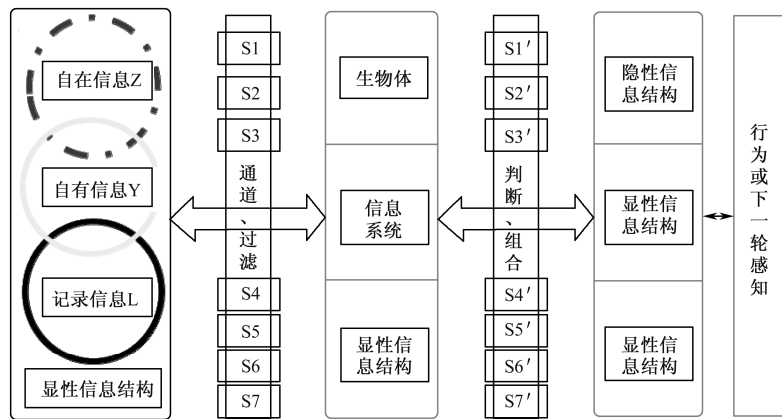 自在信息Z
自有信息Y
记录信息L
显性信息结构
S1
S2
S3
通道、过滤
S4
S5
S6
S7
生物体
信息
系统
显性信
息结构
S1′
S2′
S3′
判断、组合
S4′
S5′
S6′
S7′
隐性信
息结构
显性信
息结构
显性信
息结构
行为或下一轮感知